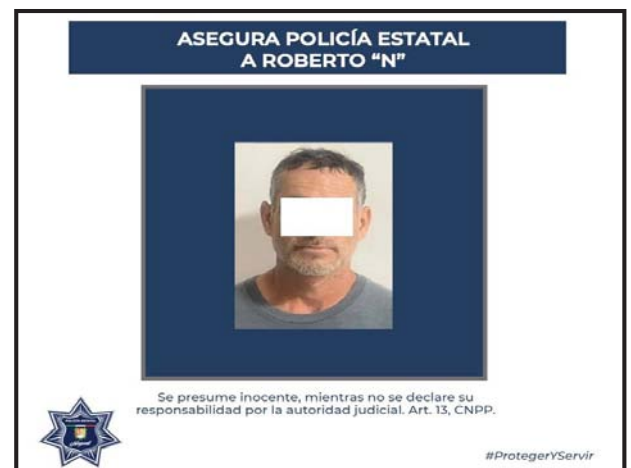 ASEGURA POLICÍA ESTATAL
A ROBERTO “N”
Se presume inocente, mientras no se declare su
responsabilidad por la autoridad judicial. Art. 13, CNPP.
#ProtegerYServir